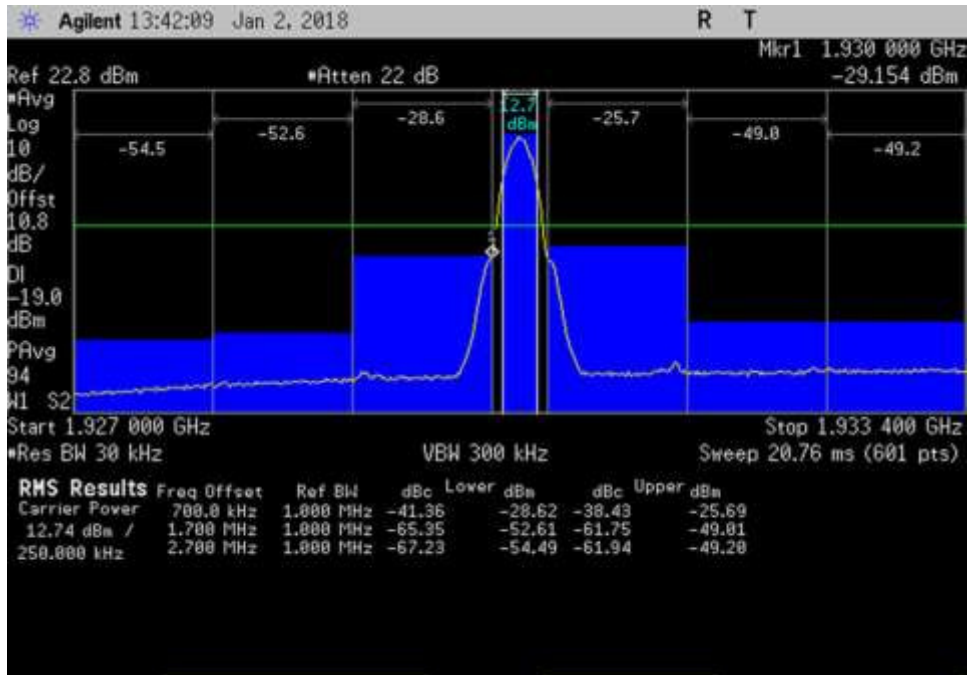 Agilent 13:42:09 Jan 2, 2018 R T
Mkr1 1.930 000 GHz
Ref 22.8 dBm *Atten 22 dB -29.154 dBm
*Avg
Log
10
dB/
Offst
10.8
dB
DI
-19.0
dBm
PAvg
94
W1 S2
12.7
dBm
-28.6 -25.7
-54.5 -52.6 -49.0 -49.2
Start 1.927 000 GHz Stop 1.933 400 GHz
*Res BW 30 kHz VBW 300 kHz Sweep 20.76 ms (601 pts)
RMS Results Freq Offset Ref BW dBc Lower dBm dBc Upper dBm
Carrier Power 700.0 kHz 1.000 MHz -41.36 -28.62 -38.43 -25.69
12.74 dBm / 1.700 MHz 1.000 MHz -65.35 -52.61 -61.75 -49.01
250.000 kHz 2.700 MHz 1.000 MHz -67.23 -54.49 -61.94 -49.20